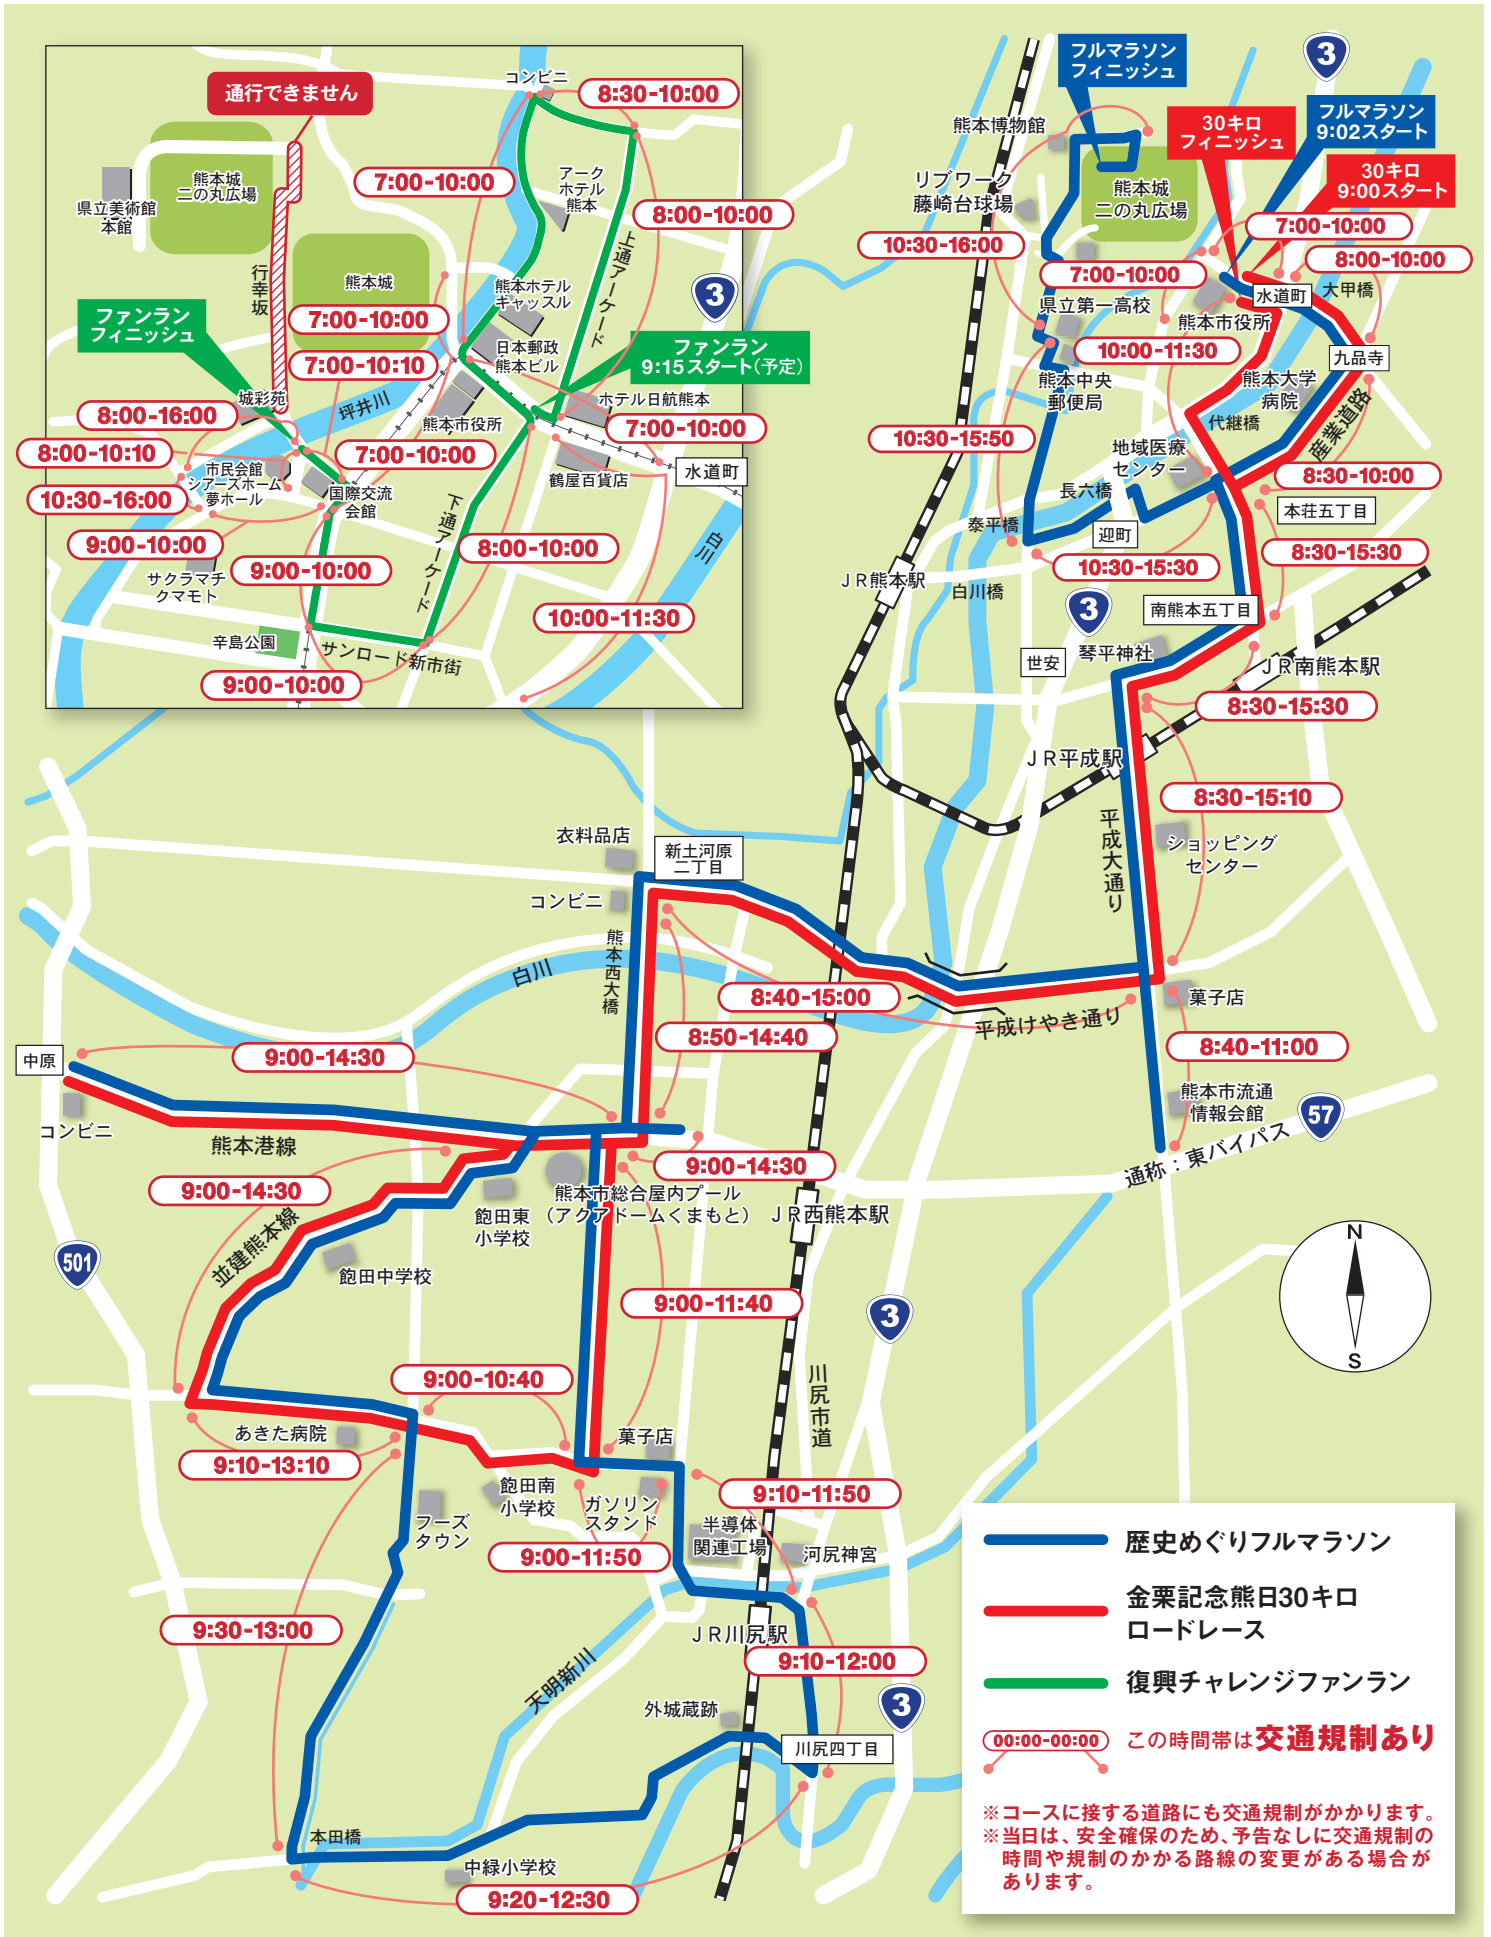 通行できません
コンビニ
8:30-10:00
熊本城
二の丸広場
県立美術館
本館
7:00-10:00
アーク
ホテル
熊本
8:00-10:00
上通アーケード
行幸坂
熊本城
熊本ホテル
キャッスル
3
ファンラン
フィニッシュ
7:00-10:00
日本郵政
熊本ビル
ファンラン
9:15スタート(予定)
7:00-10:10
城彩苑
坪井川
ホテル日航熊本
8:00-16:00
熊本市役所
7:00-10:00
8:00-10:10
7:00-10:00
市民会館
シアーズホーム
夢ホール
水道町
鶴屋百貨店
10:30-16:00
国際交流
会館
下通アーケード
9:00-10:00
8:00-10:00
白川
サクラマチ
クマモト
9:00-10:00
10:00-11:30
辛島公園
サンロード新市街
9:00-10:00
フルマラソン
フィニッシュ
3
熊本博物館
30キロ
フィニッシュ
フルマラソン
9:02スタート
30キロ
9:00スタート
リブワーク
藤崎台球場
熊本城
二の丸広場
7:00-10:00
10:30-16:00
8:00-10:00
7:00-10:00
水道町
大甲橋
県立第一高校
熊本市役所
10:00-11:30
九品寺
熊本中央
郵便局
熊本大学
病院
産業道路
10:30-15:50
代継橋
地域医療
センター
8:30-10:00
長六橋
本荘五丁目
泰平橋
迎町
8:30-15:30
10:30-15:30
JR熊本駅
白川橋
3
南熊本五丁目
世安
琴平神社
JR南熊本駅
8:30-15:30
JR平成駅
8:30-15:10
平成大通り
ショッピング
センター
衣料品店
新土河原
二丁目
コンビニ
熊本西大橋
白川
8:40-15:00
菓子店
平成けやき通り
8:50-14:40
8:40-11:00
中原
9:00-14:30
熊本市流通
情報会館
57
コンビニ
熊本港線
通称:東バイパス
9:00-14:30
9:00-14:30
熊本市総合屋内プール
(アクアドームくまもと)
JR西熊本駅
飽田東
小学校
並建熊本線
501
飽田中学校
N
S
9:00-11:40
3
9:00-10:40
川尻市道
あきた病院
菓子店
9:10-13:10
飽田南
小学校
ガソリン
スタンド
9:10-11:50
フーズ
タウン
半導体
関連工場
河尻神宮
9:00-11:50
9:30-13:00
JR川尻駅
9:10-12:00
天明新川
外城蔵跡
3
川尻四丁目
本田橋
中緑小学校
9:20-12:30
歴史めぐりフルマラソン
金栗記念熊日30キロ
ロードレース
復興チャレンジファンラン
00:00-00:00
この時間帯は交通規制あり
※コースに接する道路にも交通規制がかかります。
※当日は、安全確保のため、予告なしに交通規制の
時間や規制のかかる路線の変更がある場合が
あります。